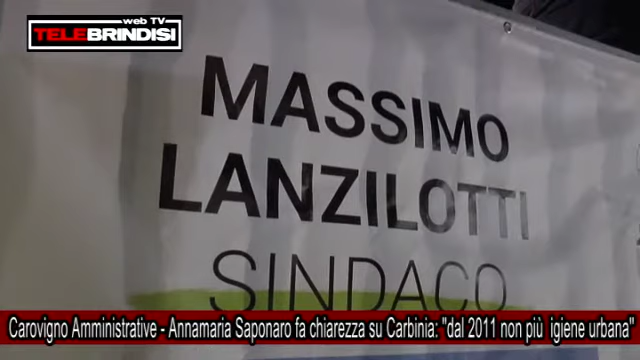 web TV
TELEBRINDISI
MASSIMO
LANZILOTTI
SINDACO
Carovigno Amministrative - Annamaria Saponaro fa chiarezza su Carbinia: "dal 2011 non più igiene urbana"